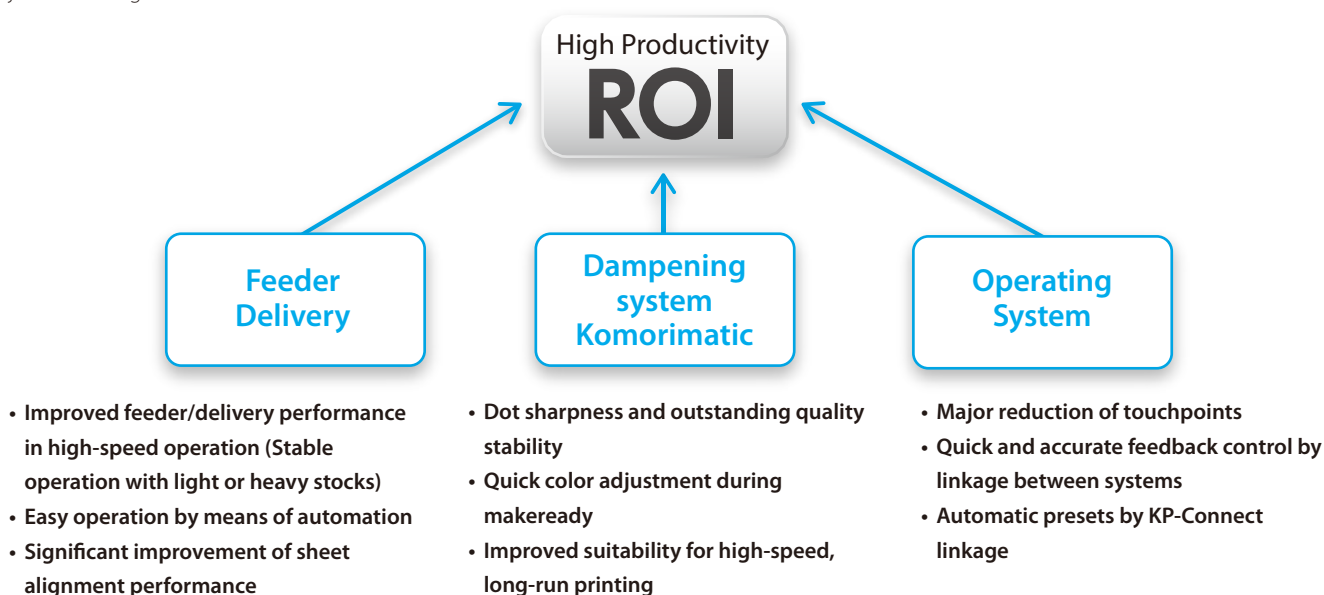 High Productivity
ROI
Feeder
Delivery
Dampening
system
Komorimatic
Operating
System
• Improved feeder/delivery performance
in high-speed operation (Stable
operation with light or heavy stocks)
• Easy operation by means of automation
• Significant improvement of sheet
alignment performance
• Dot sharpness and outstanding quality
stability
• Quick color adjustment during
makeready
• Improved suitability for high-speed,
long-run printing
• Major reduction of touchpoints
• Quick and accurate feedback control by
linkage between systems
• Automatic presets by KP-Connect
linkage